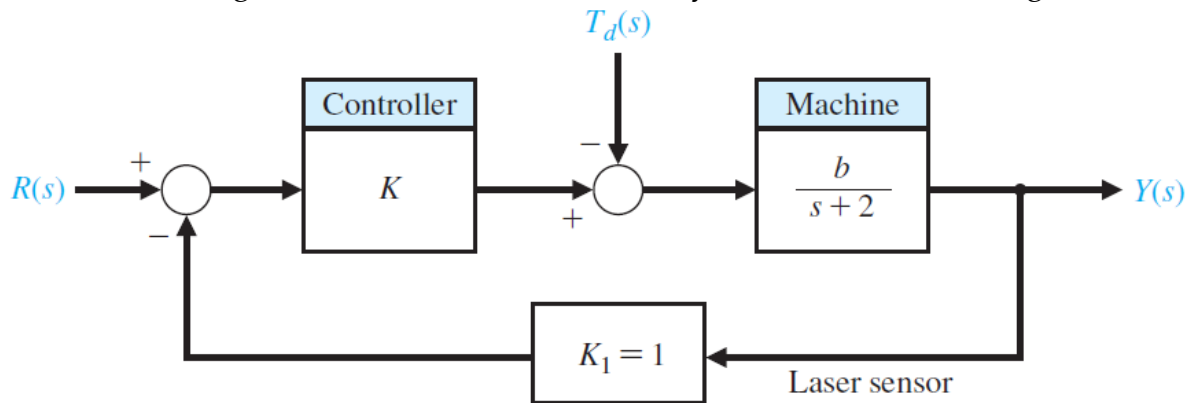 T_d(s)
Controller
Machine
+
−
R(s)
K
b
s + 2
Y(s)
−
+
K_1 = 1
Laser sensor